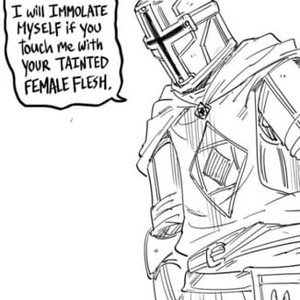 I will IMMOLATE
MYSELF if you
touch me with
YOUR TAINTED
FEMALE FLESH.